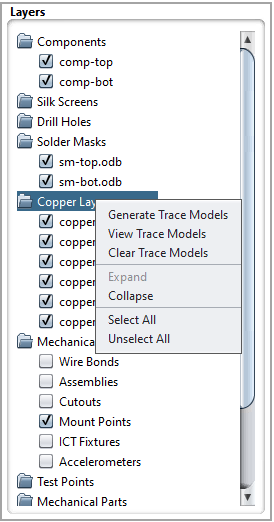 Layers
Components
comp-top
comp-bot
Silk Screens
Drill Holes
Solder Masks
sm-top.odb
sm-bot.odb
Copper Lay
copper
Generate Trace Models
copper
View Trace Models
copper
Clear Trace Models
copper
Expand
copper
Collapse
copper
Select All
Mechanica
Unselect All
Wire Bonds
Assemblies
Cutouts
Mount Points
ICT Fixtures
Accelerometers
Test Points
Mechanical Parts